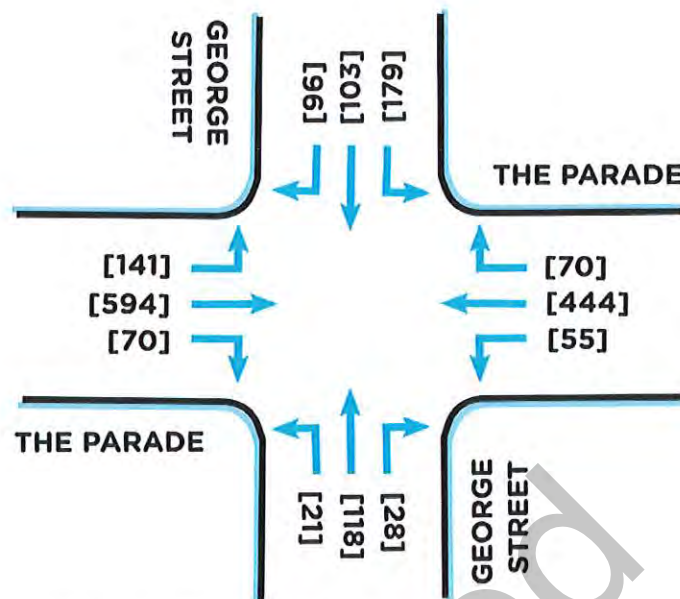 GEORGE
STREET
[96]
[103]
[179]
THE PARADE
[141]
[594]
[70]
[70]
[444]
[55]
THE PARADE
[21]
[118]
[28]
GEORGE
STREET